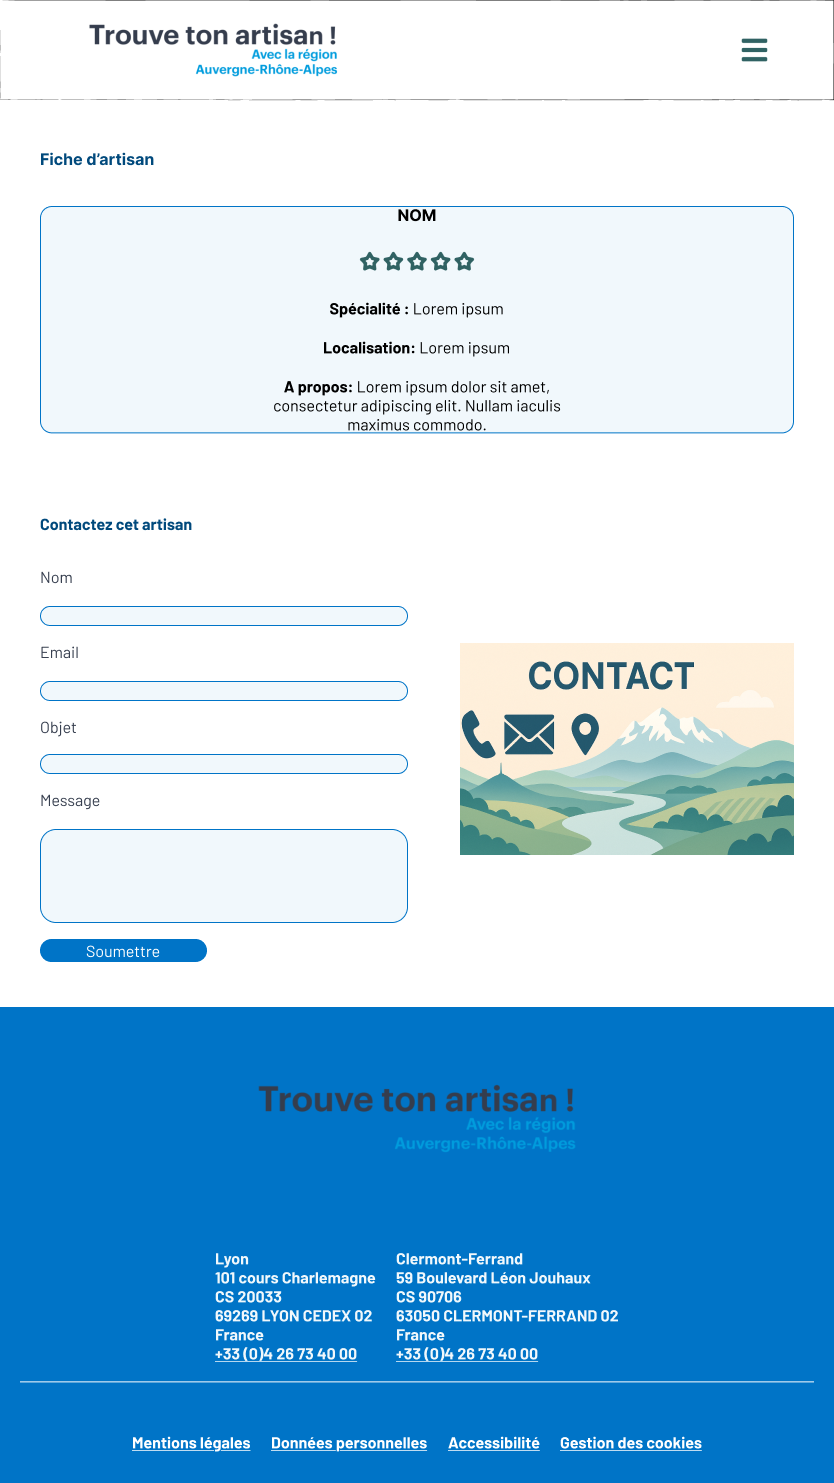 Trouve ton artisan !
Avec la région
Auvergne-Rhône-Alpes
Fiche d’artisan
NOM
Spécialité : Lorem ipsum
Localisation: Lorem ipsum
A propos: Lorem ipsum dolor sit amet,
consectetur adipiscing elit. Nullam iaculis
maximus commodo.
Contactez cet artisan
Nom
Email
Objet
Message
Soumettre
CONTACT
Trouve ton artisan !
Avec la région
Auvergne-Rhône-Alpes
Lyon
101 cours Charlemagne
CS 20033
69269 LYON CEDEX 02
France
+33 (0)4 26 73 40 00
Clermont-Ferrand
59 Boulevard Léon Jouhaux
CS 90706
63050 CLERMONT-FERRAND 02
France
+33 (0)4 26 73 40 00
Mentions légales Données personnelles Accessibilité Gestion des cookies